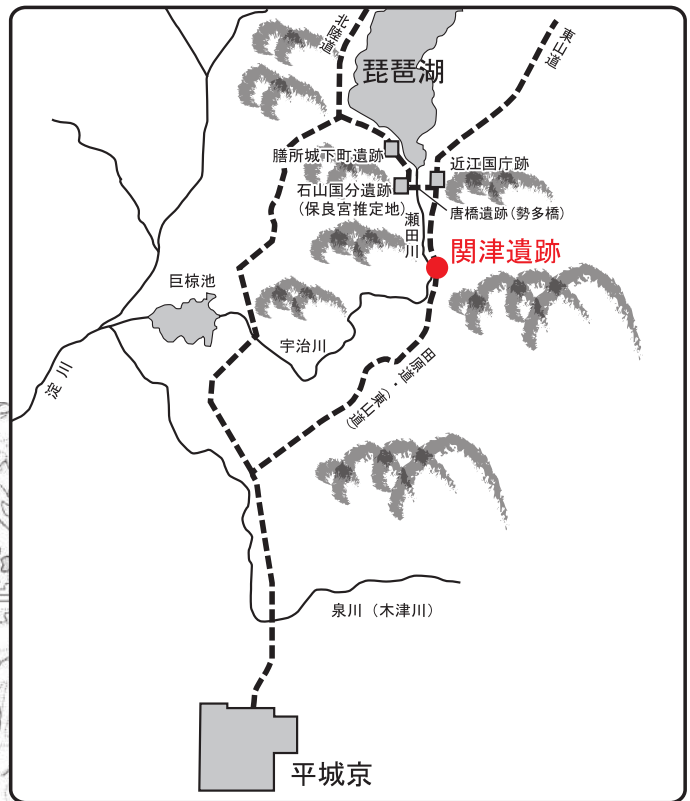 北陸道
東山道
琵琶湖
膳所城下町遺跡
近江国庁跡
石山国分遺跡
(保良宮推定地)
唐橋遺跡(勢多橋)
瀬田川
関津遺跡
巨椋池
宇治川
淀川
田原道・(東山道)
泉川(木津川)
平城京